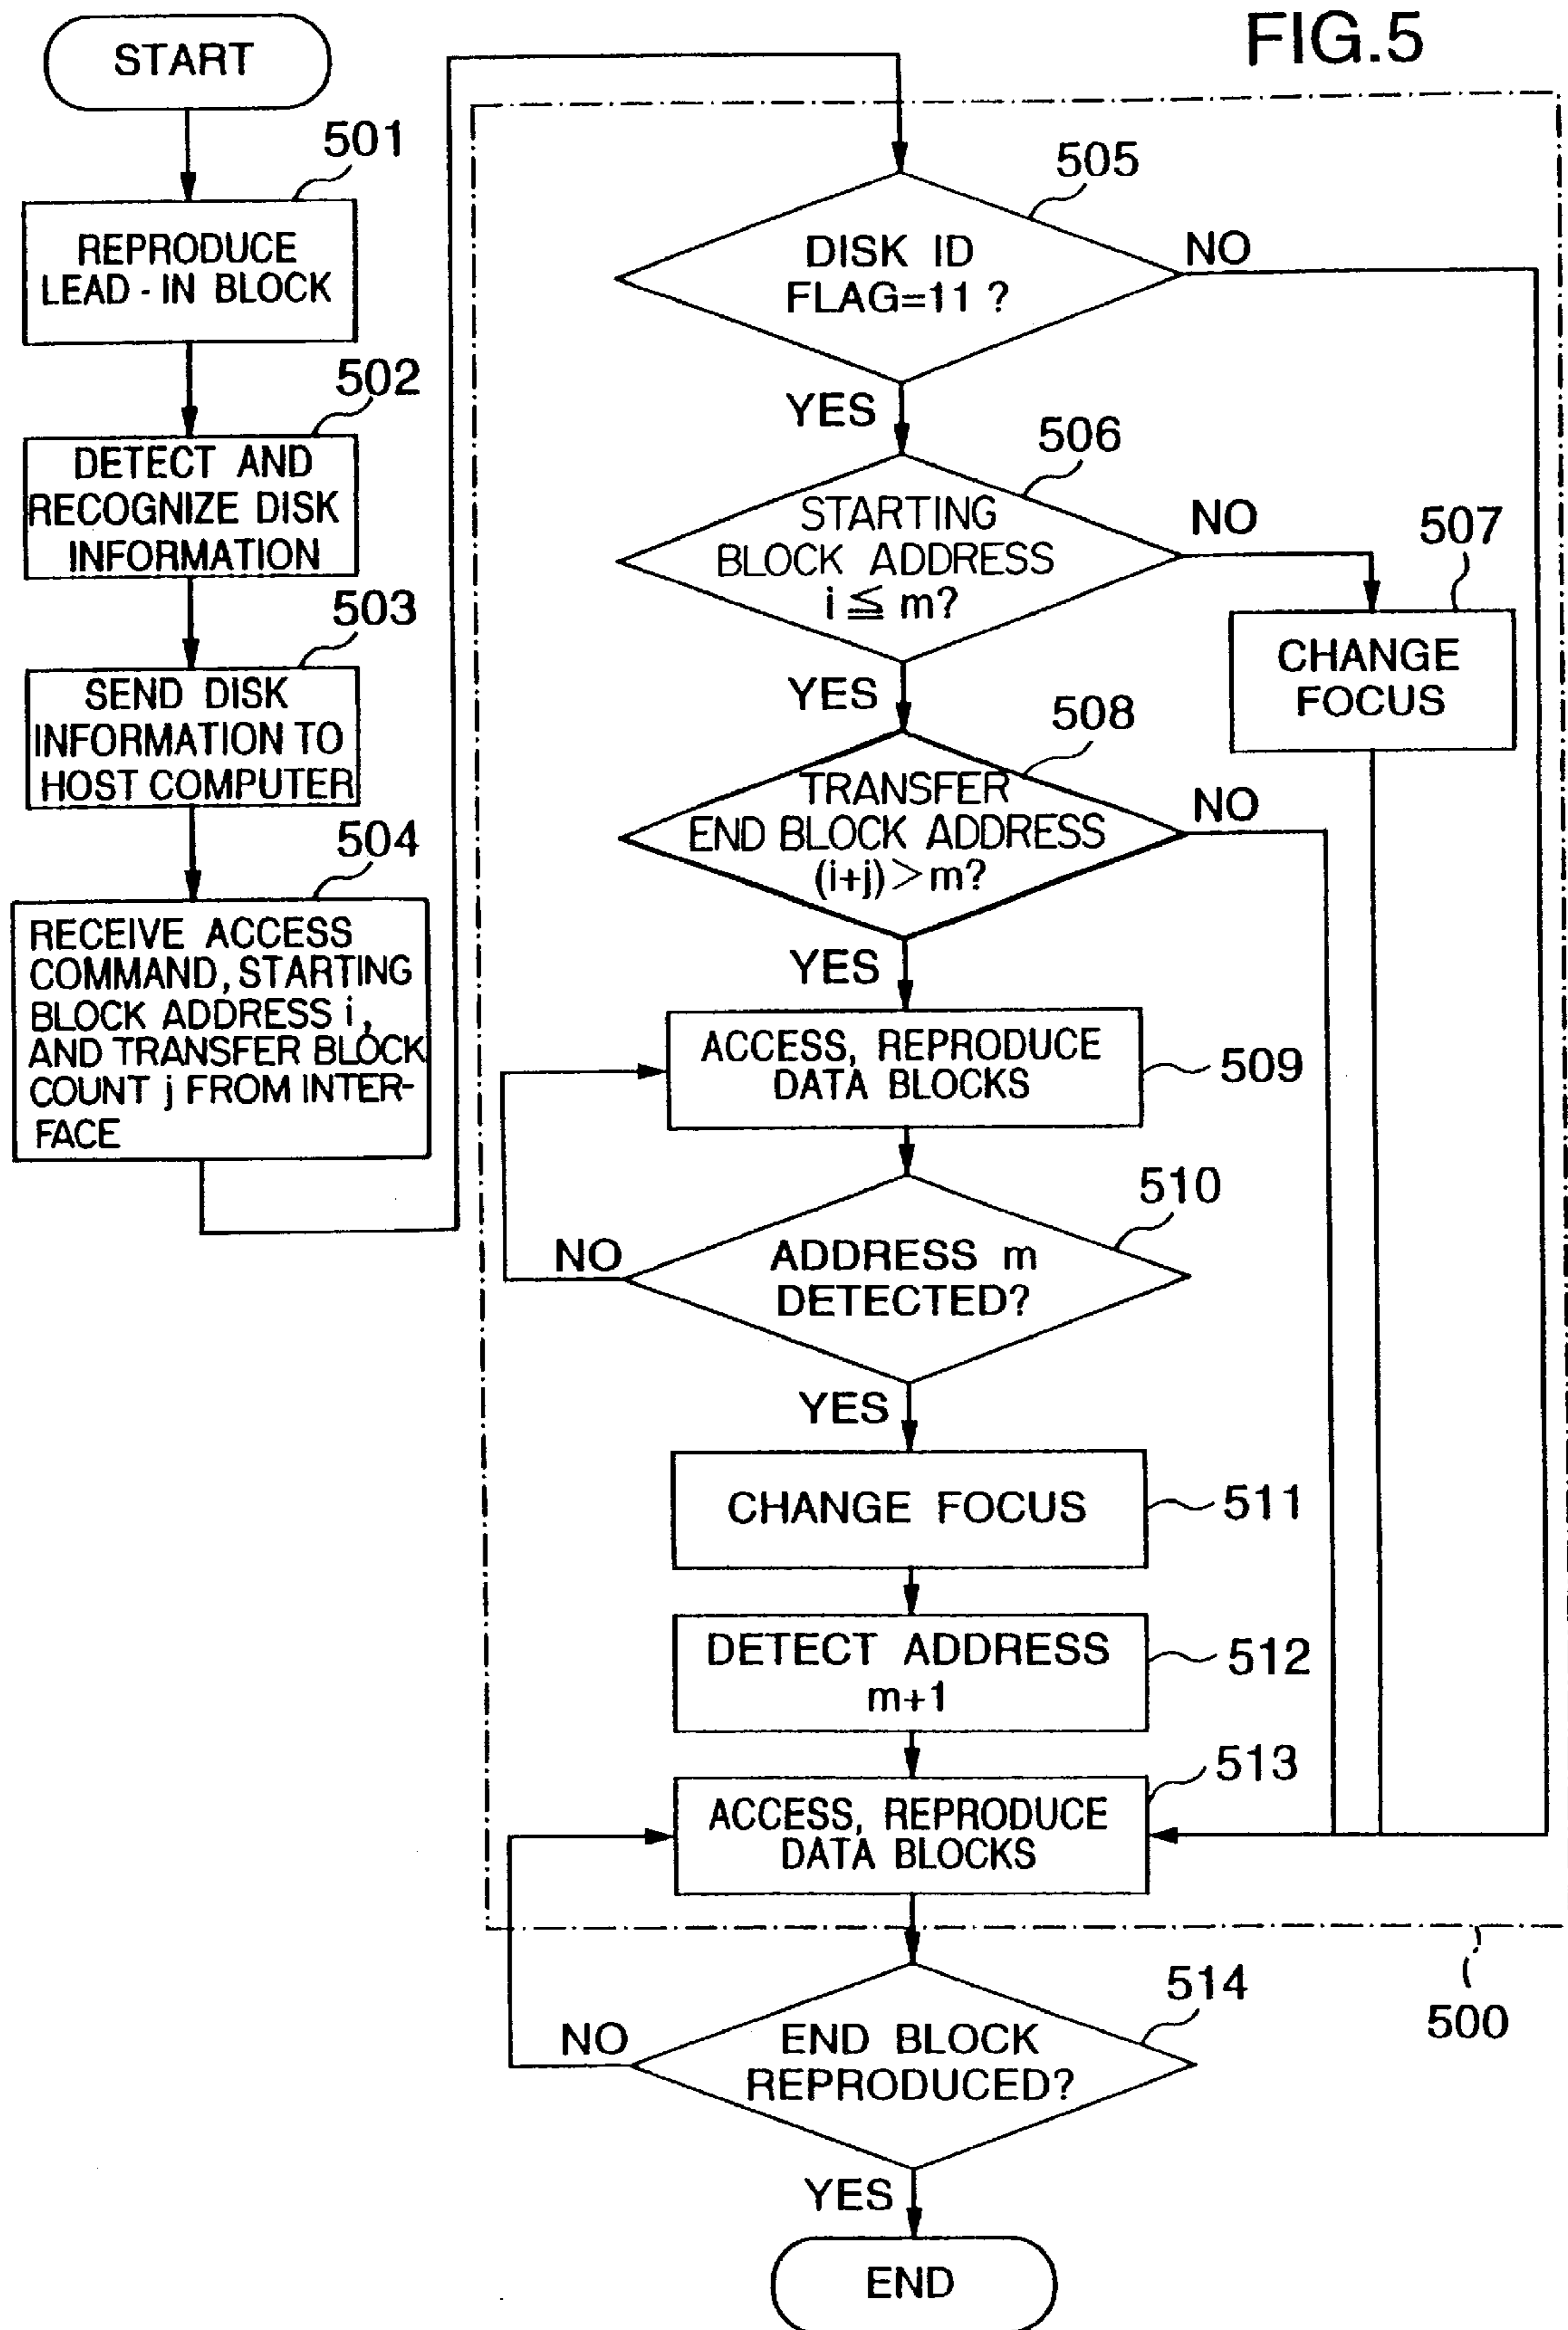 FIG.5
START
501
REPRODUCE
LEAD - IN BLOCK
502
DETECT AND
RECOGNIZE DISK
INFORMATION
503
SEND DISK
INFORMATION TO
HOST COMPUTER
504
RECEIVE ACCESS
COMMAND, STARTING
BLOCK ADDRESS i,
AND TRANSFER BLOCK
COUNT j FROM INTER-
FACE
505
DISK ID
FLAG=11 ?
NO
YES
506
STARTING
BLOCK ADDRESS
i ≦ m?
NO
507
CHANGE
FOCUS
YES
508
TRANSFER
END BLOCK ADDRESS
(i+j) > m?
NO
YES
ACCESS, REPRODUCE
DATA BLOCKS
509
510
ADDRESS m
DETECTED?
NO
YES
CHANGE FOCUS
511
DETECT ADDRESS
m+1
512
513
ACCESS, REPRODUCE
DATA BLOCKS
500
514
END BLOCK
REPRODUCED?
NO
YES
END